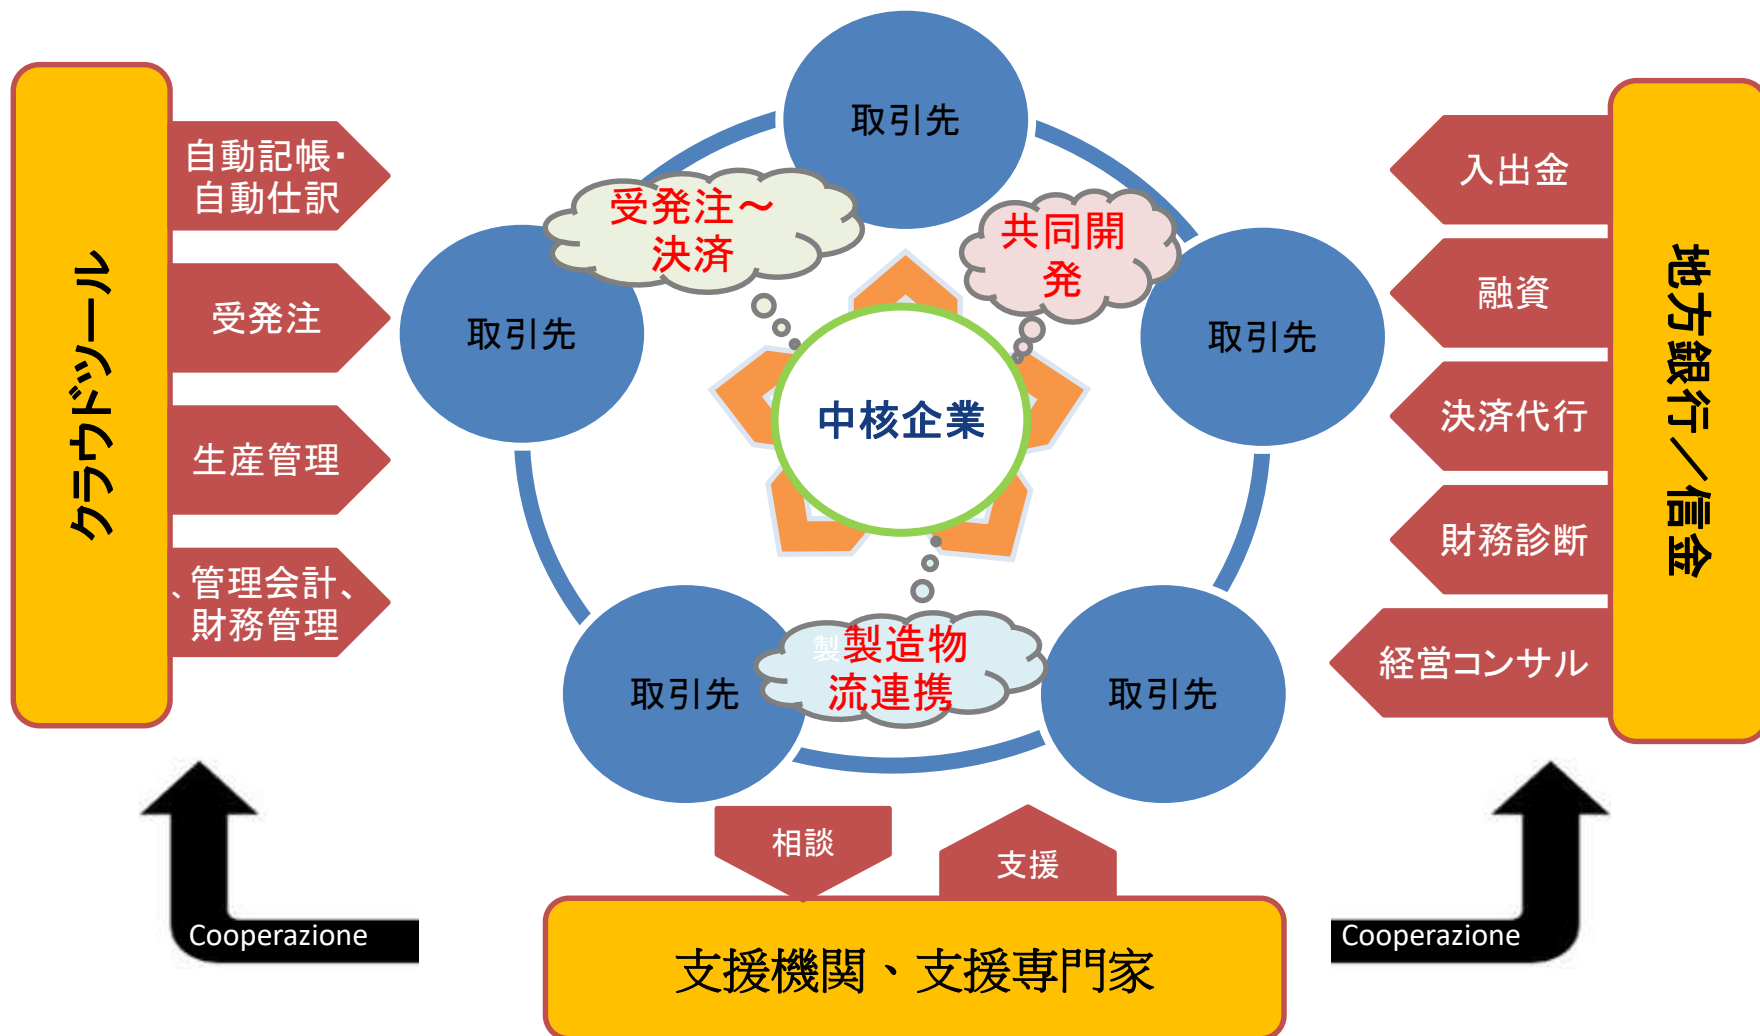 クラウドツール
自動記帳・
自動仕訳
受発注
生産管理
、管理会計、
財務管理
取引先
受発注～
決済
共同開
発
取引先
取引先
中核企業
取引先
製製造物
流連携
取引先
入出金
融資
決済代行
財務診断
経営コンサル
地方銀行／信金
相談
支援
Cooperazione
支援機関、支援専門家
Cooperazione